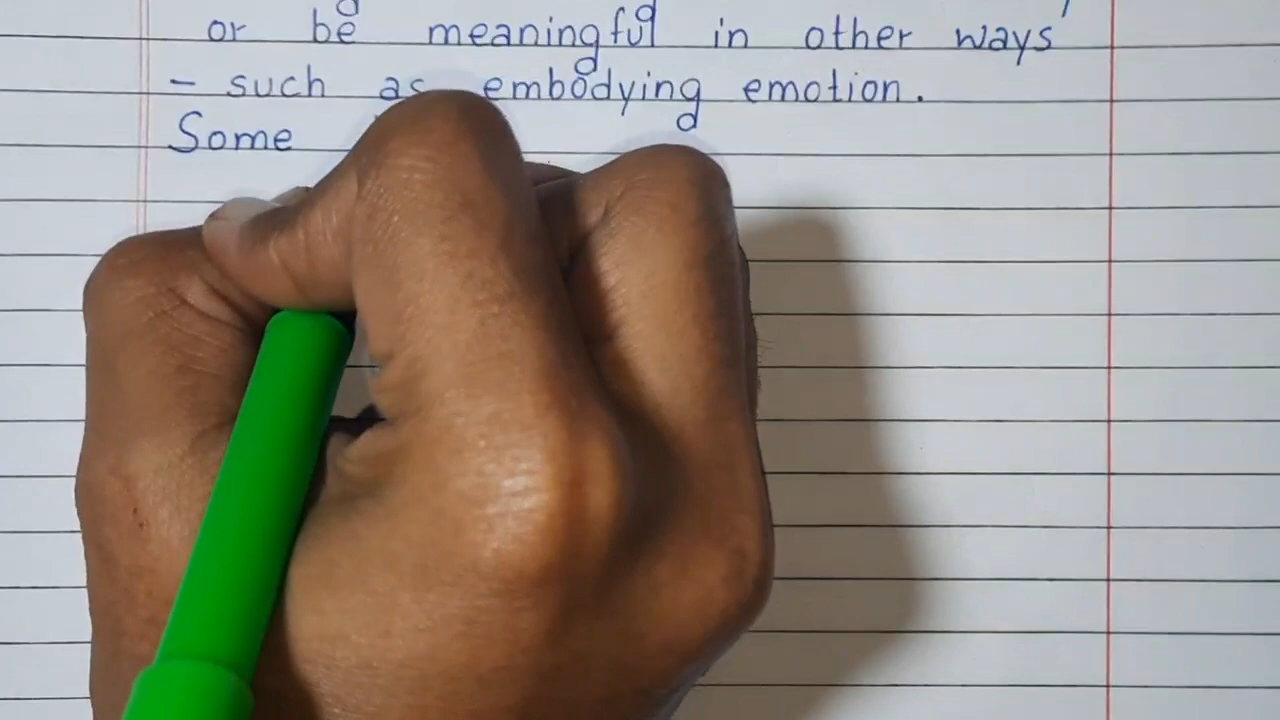 or be meaningful in other ways
- such as embodying emotion.
Some